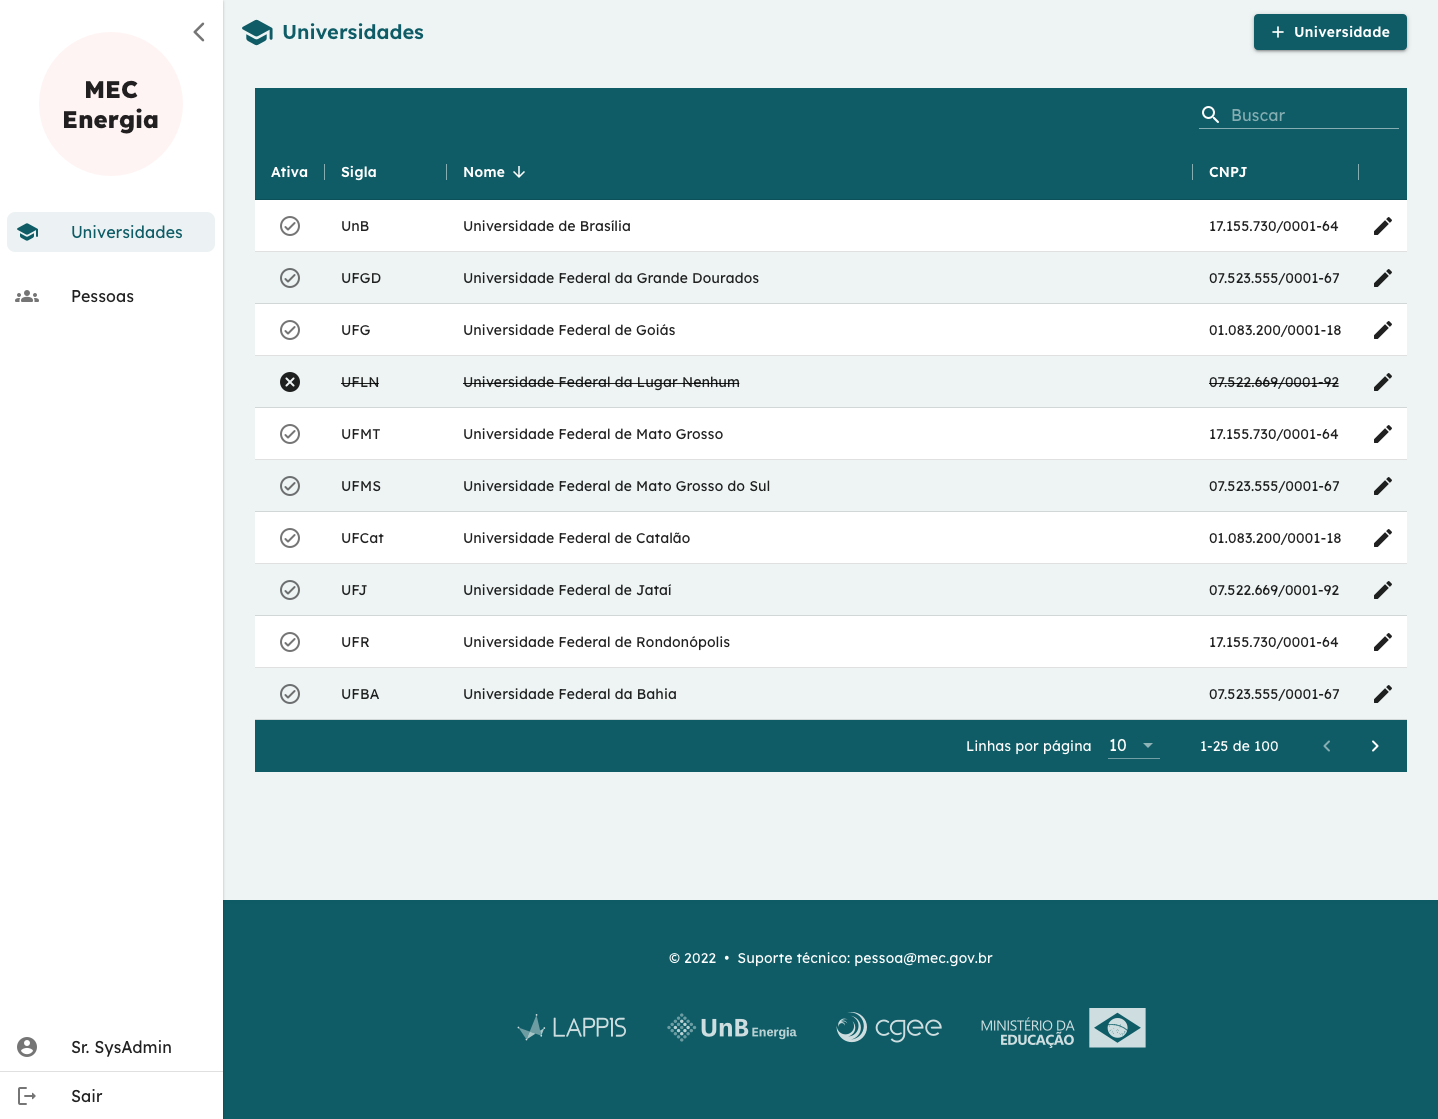 MEC
Energia
Universidades
Pessoas
Sr. SysAdmin
Sair
Universidades
+ Universidade
Buscar
Ativa Sigla Nome CNPJ
UnB Universidade de Brasília 17.155.730/0001-64
UFGD Universidade Federal da Grande Dourados 07.523.555/0001-67
UFG Universidade Federal de Goiás 01.083.200/0001-18
UFLN Universidade Federal da Lugar Nenhum 07.522.669/0001-92
UFMT Universidade Federal de Mato Grosso 17.155.730/0001-64
UFMS Universidade Federal de Mato Grosso do Sul 07.523.555/0001-67
UFCat Universidade Federal de Catalão 01.083.200/0001-18
UFJ Universidade Federal de Jataí 07.522.669/0001-92
UFR Universidade Federal de Rondonópolis 17.155.730/0001-64
UFBA Universidade Federal da Bahia 07.523.555/0001-67
Linhas por página 10 1-25 de 100
© 2022 • Suporte técnico: pessoa@mec.gov.br
LAPPIS
UnB Energia
cgee
MINISTÉRIO DA
EDUCAÇÃO